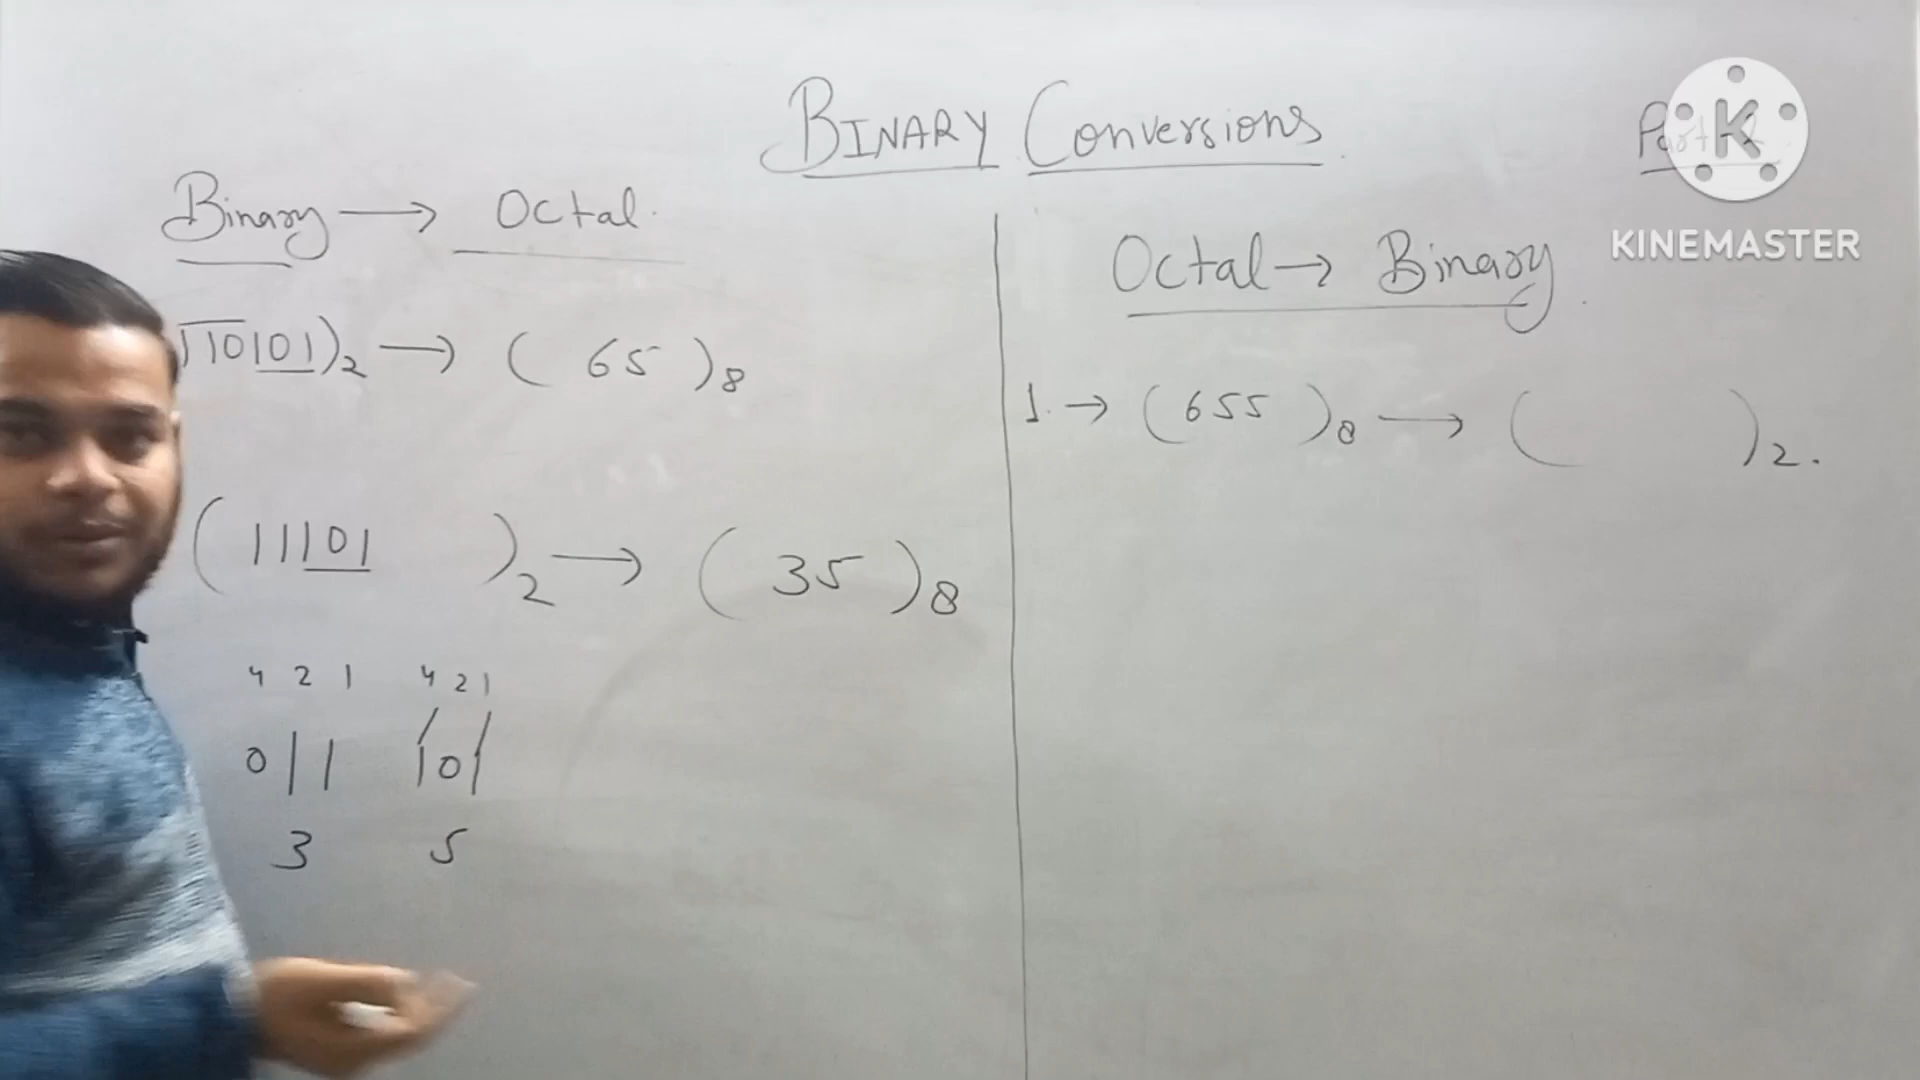 BINARY Conversions
K
KINEMASTER
Binary → Octal.
110101)₂ → ( 65 )₈
( 11101 )₂ → ( 35 )₈
4 2 1 4 2 1
0 1 1 1 0 1
3 5
Octal → Binary
1. → ( 655 )₈ → ( )₂.